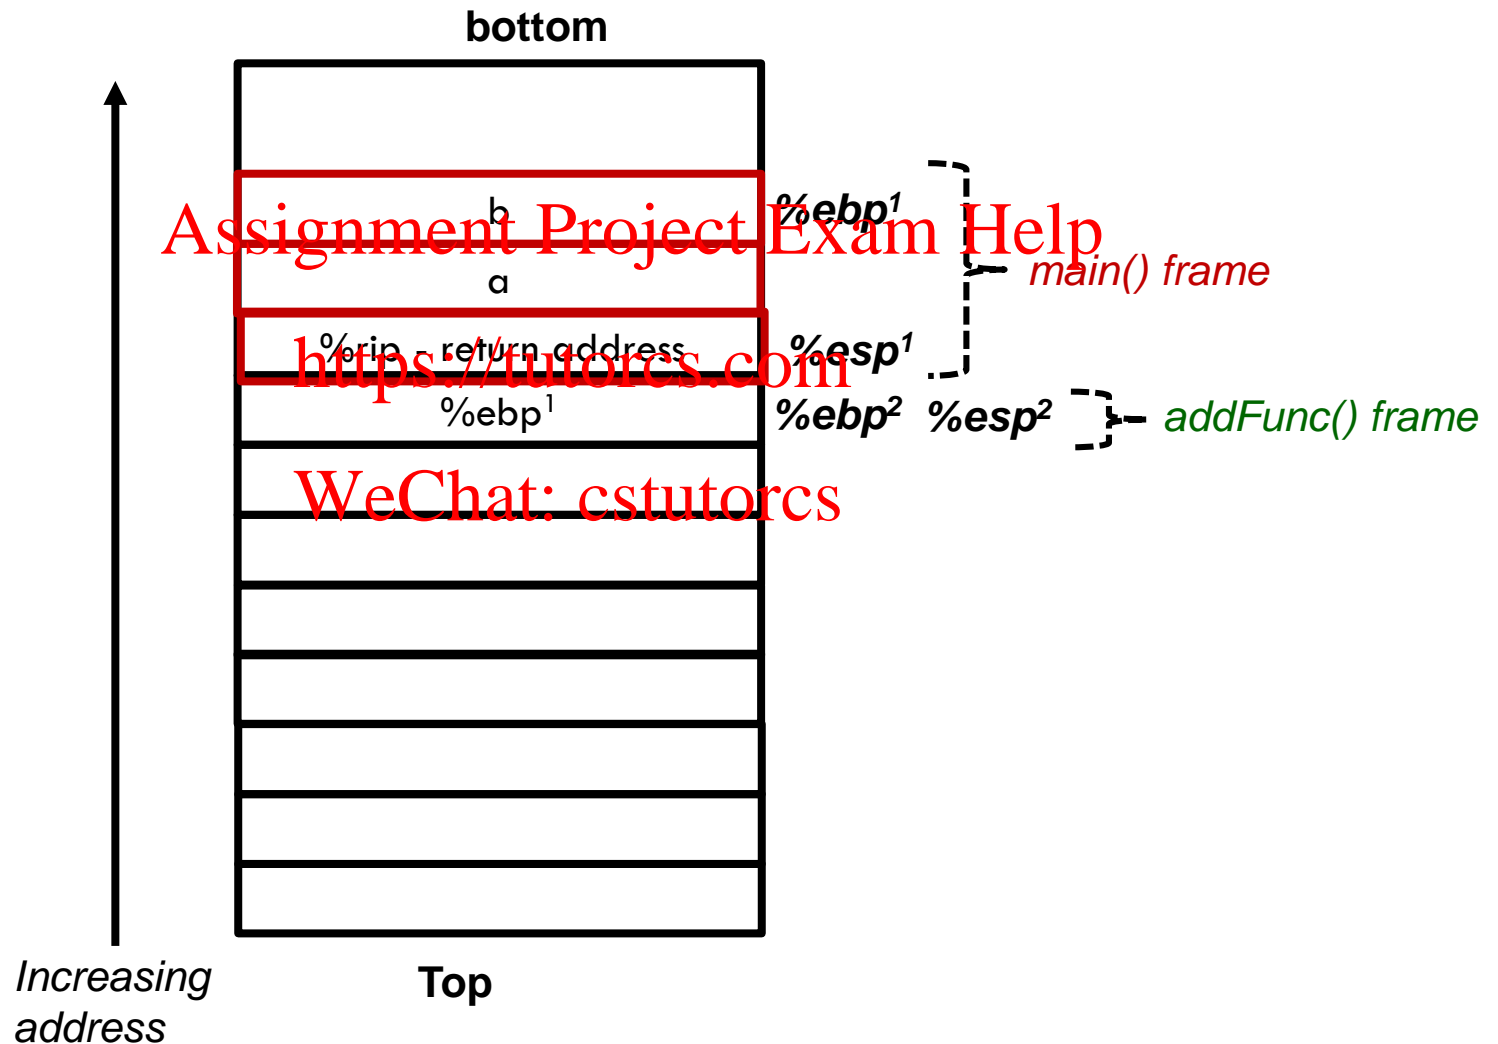 bottom
b
%ebp¹
Assignment Project Exam Help
a
main() frame
%rip - return address
%esp¹
https://tutorcs.com
%ebp¹
%ebp² %esp²
addFunc() frame
WeChat: cstutorcs
Increasing
address
Top